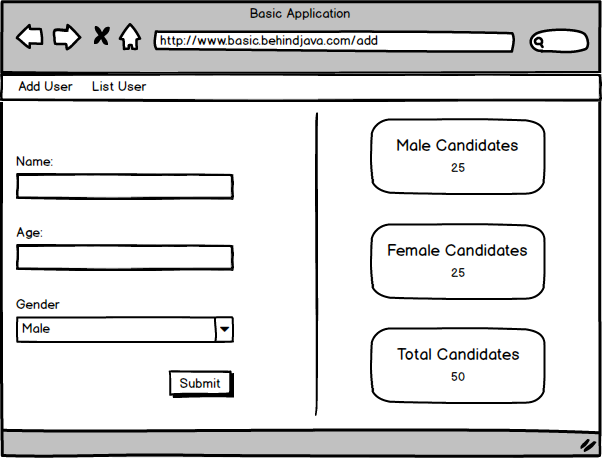 Basic Application
http://www.basic.behindjava.com/add
Add User List User
Name:
Age:
Gender
Male
Submit
Male Candidates
25
Female Candidates
25
Total Candidates
50